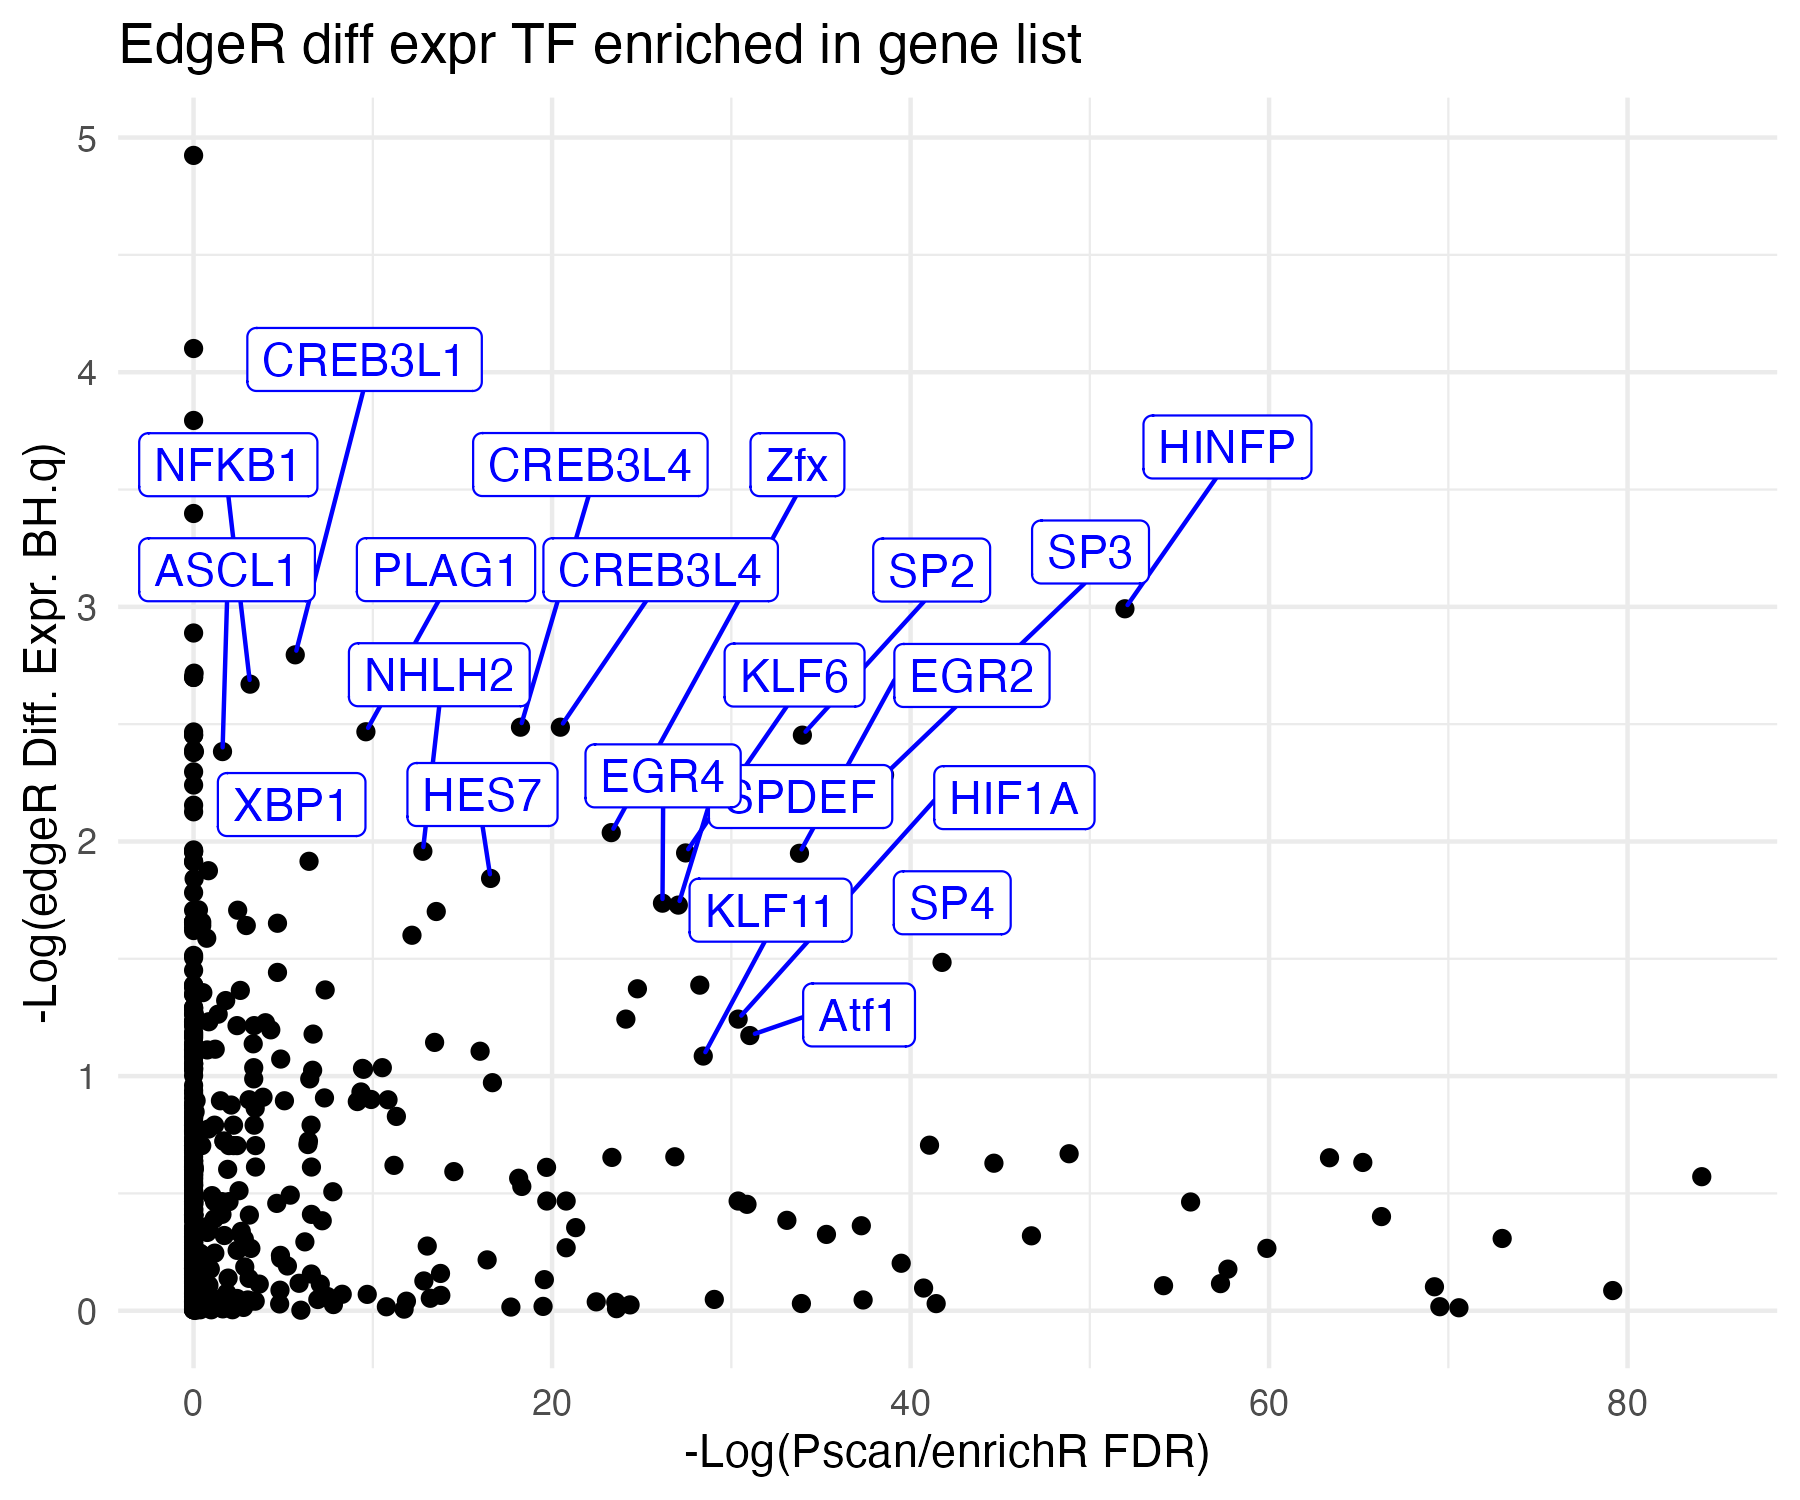 EdgeR diff expr TF enriched in gene list
5
4
3
2
1
0
-Log(edgeR Diff. Expr. BH.q)
CREB3L1
NFKB1
CREB3L4
Zfx
HINFP
ASCL1
PLAG1
CREB3L4
SP2
SP3
NHLH2
KLF6
EGR2
XBP1
HES7
EGR4
SPDEF
HIF1A
KLF11
SP4
Atf1
0
20
40
60
80
-Log(Pscan/enrichR FDR)